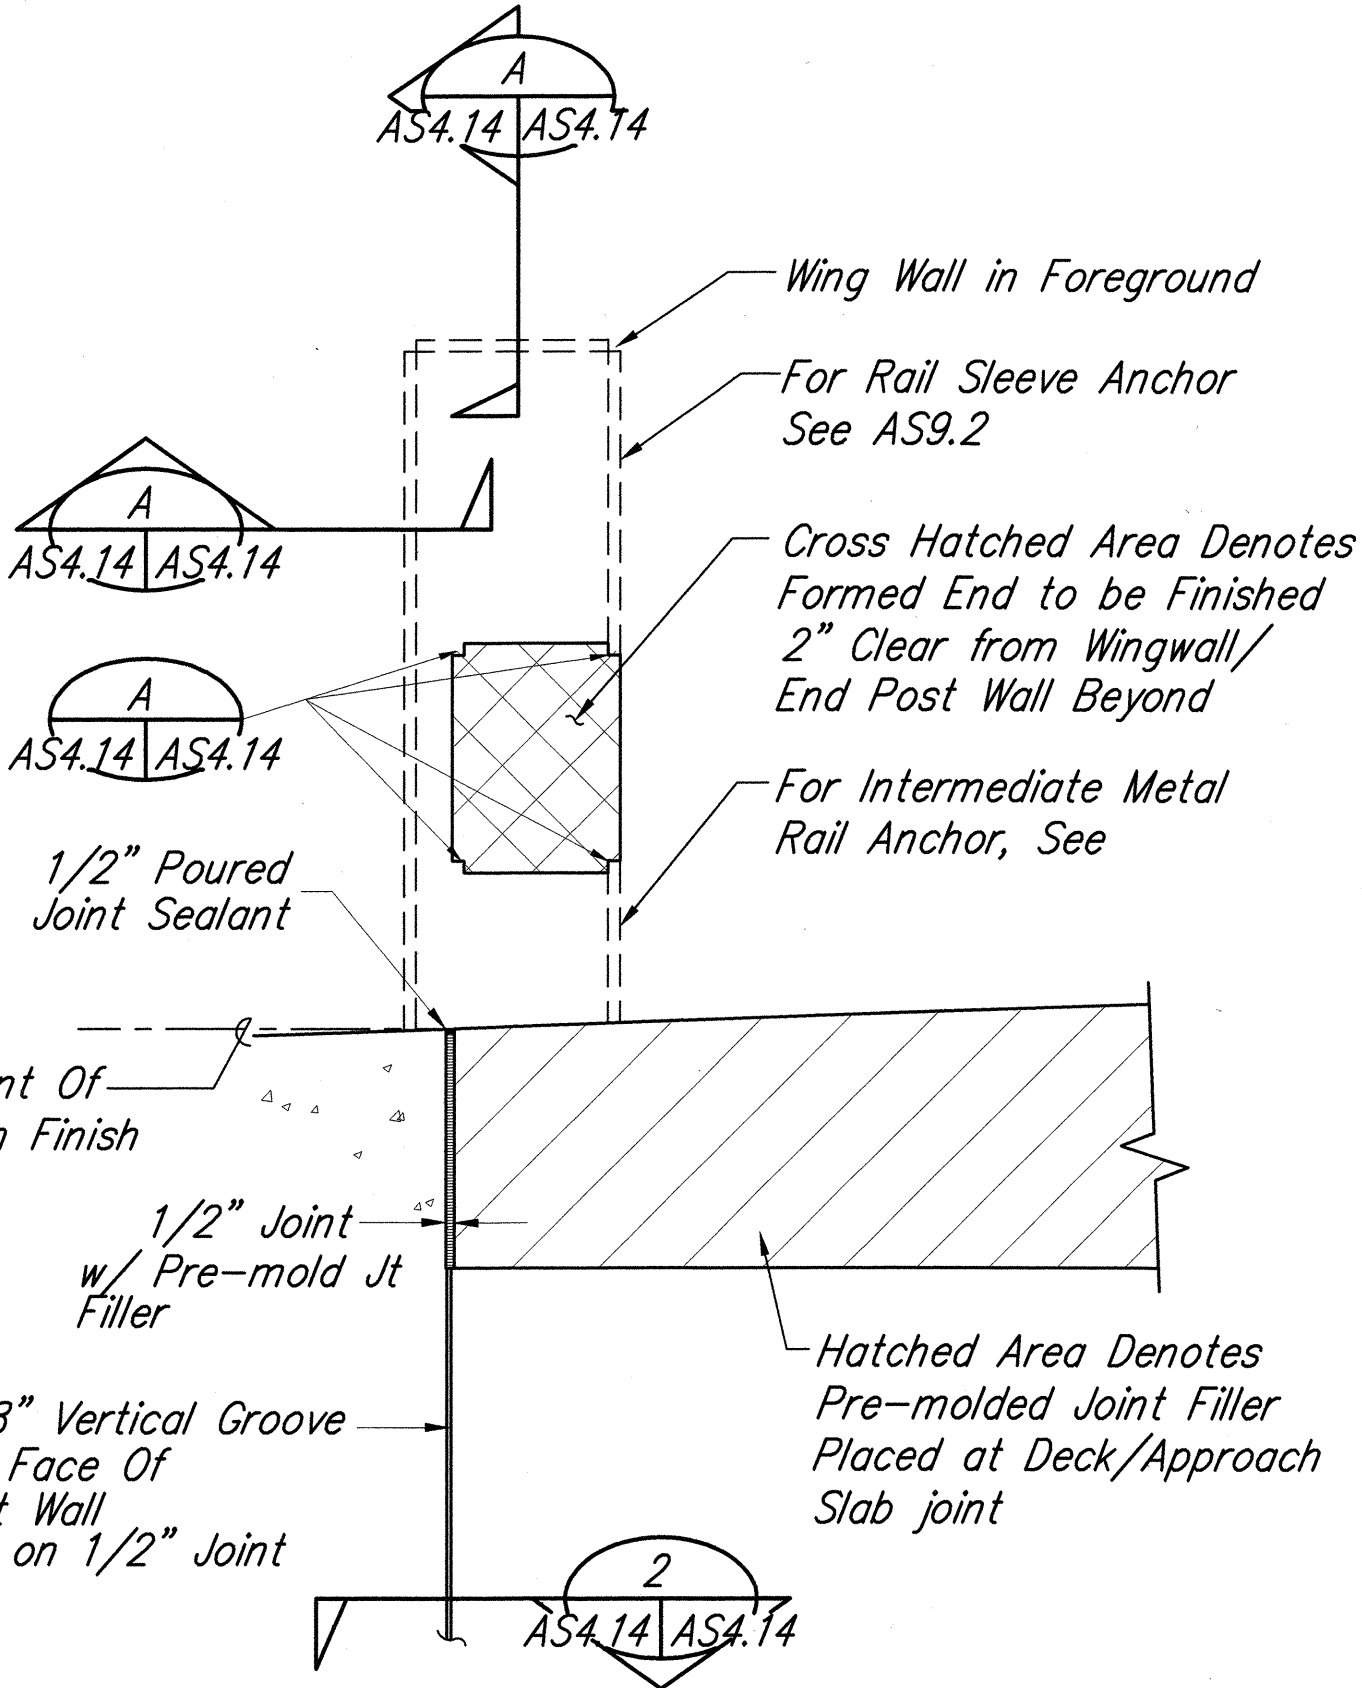 A
AS4.14 AS4.14
Wing Wall in Foreground
For Rail Sleeve Anchor
See AS9.2
A
AS4.14 AS4.14
Cross Hatched Area Denotes
Formed End to be Finished
2" Clear from Wingwall/
End Post Wall Beyond
A
AS4.14 AS4.14
For Intermediate Metal
Rail Anchor, See
1/2" Poured
Joint Sealant
Of
Finish
1/2" Joint
w/ Pre-mold Jt
Filler
Hatched Area Denotes
Pre-molded Joint Filler
Placed at Deck/Approach
Slab joint
Vertical Groove
Face Of
Wall
on 1/2" Joint
2
AS4.14 AS4.14